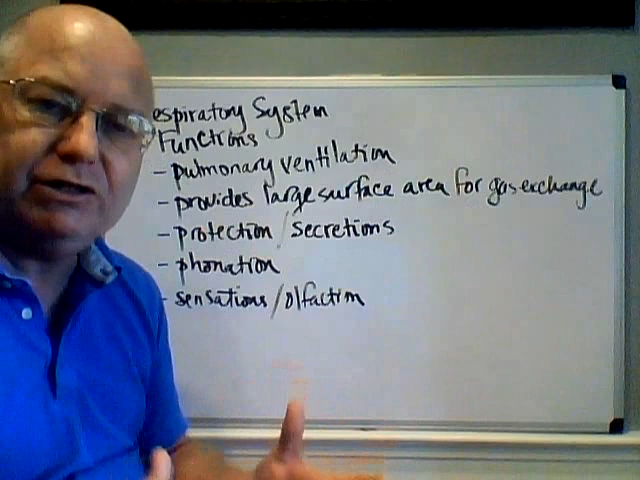 espiratory System
Functions
- pulmonary ventilation
- provides large surface area for gas exchange
- protection / secretions
- phonation
- sensations / olfaction